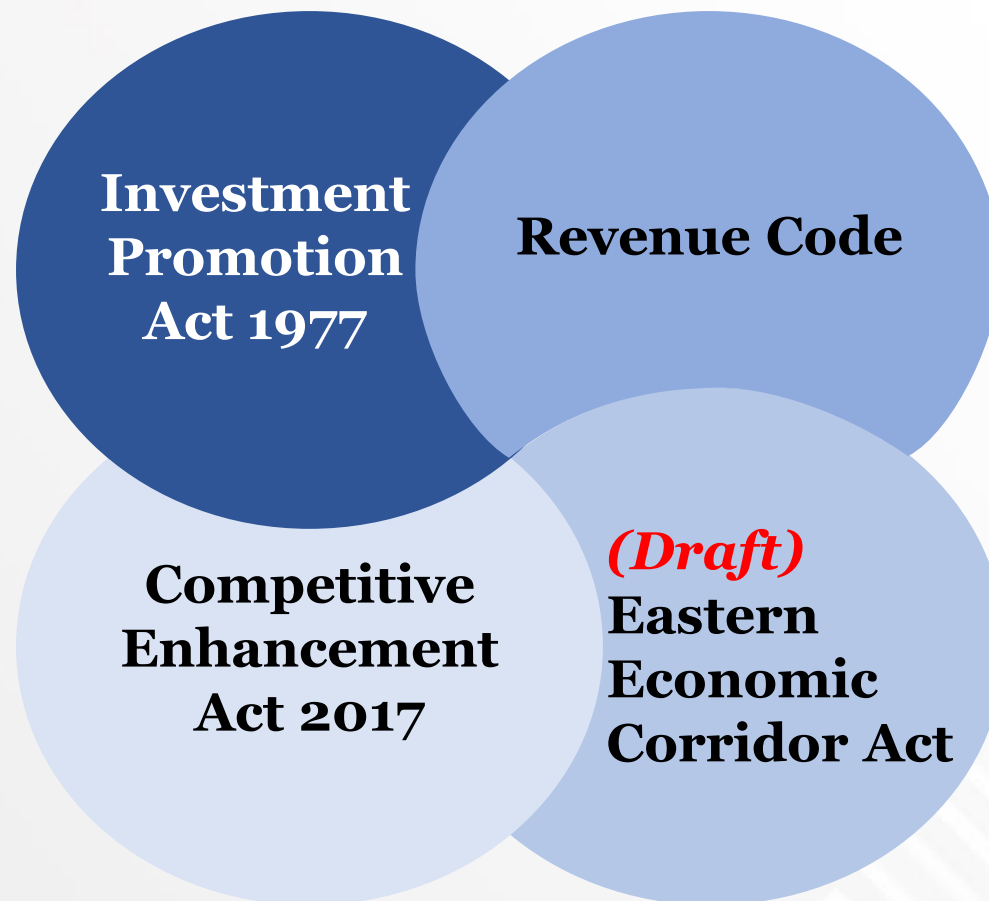 Investment
Promotion
Act 1977
Revenue Code
Competitive
Enhancement
Act 2017
(Draft)
Eastern
Economic
Corridor Act